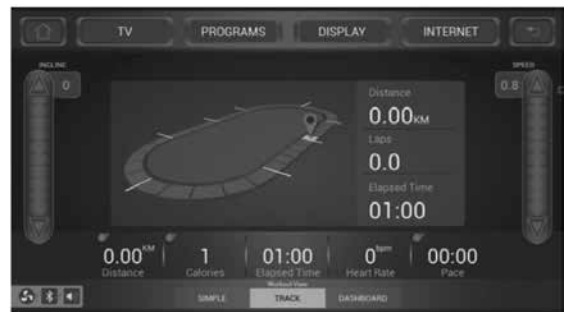 TV PROGRAMS DISPLAY INTERNET
INCLINE SPEED
0 0.8
Distance
0.00KM
Laps
0.0
Elapsed Time
01:00
0.00KM 1 01:00 0bpm 00:00
Distance Calories Elapsed Time Heart Rate Pace
Workout View
SIMPLE TRACK DASHBOARD